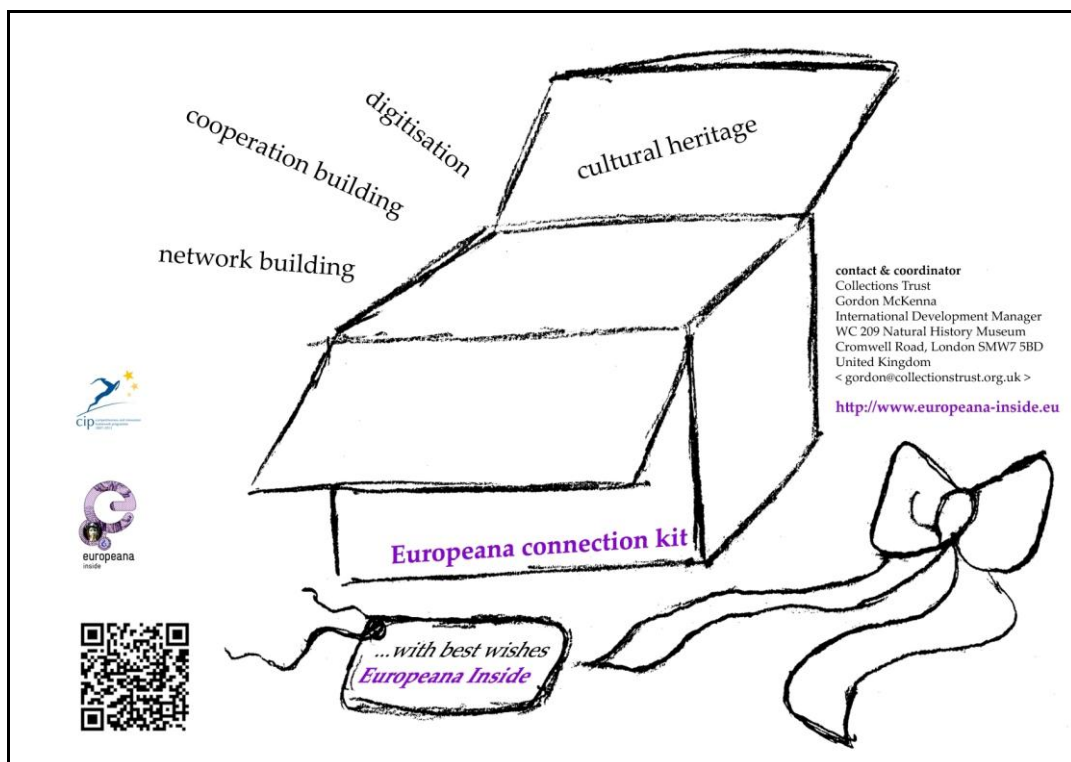 digitisation
cooperation building
network building
cultural heritage
contact & coordinator
Collections Trust
Gordon McKenna
International Development Manager
WC 209 Natural History Museum
Cromwell Road, London SMW7 5BD
United Kingdom
< gordon@collectionstrust.org.uk >
http://www.europeana-inside.eu
cip
europeana
inside
Europeana connection kit
...with best wishes
Europeana Inside